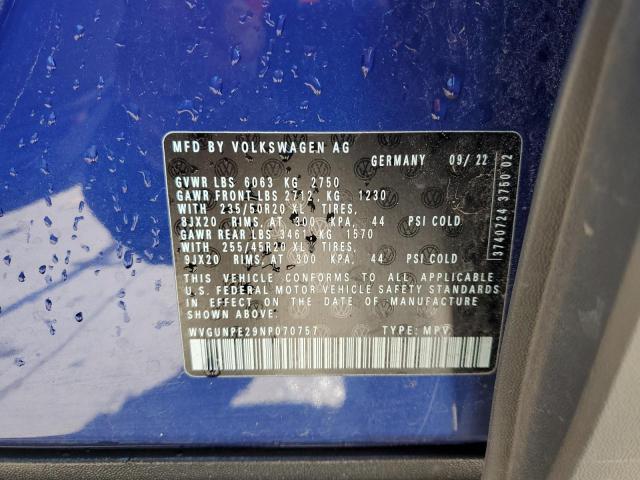 MFD BY VOLKSWAGEN AG
GERMANY 09/22
GVWR LBS 6063 KG 2750
GAWR FRONT LBS 2712, KG 1230
WITH 235/50R20 XL TIRES,
8JX20 RIMS, AT 300 KPA, 44 PSI COLD
GAWR REAR LBS 3461, KG 1570
WITH 255/45R20 XL TIRES,
9JX20 RIMS, AT 300 KPA, 44 PSI COLD
THIS VEHICLE CONFORMS TO ALL APPLICABLE
U.S. FEDERAL MOTOR VEHICLE SAFETY STANDARDS
IN EFFECT ON THE DATE OF MANUFACTURE
SHOWN ABOVE.
WVGUNPE29NP070757 TYPE: MPV
3740724 3750 02